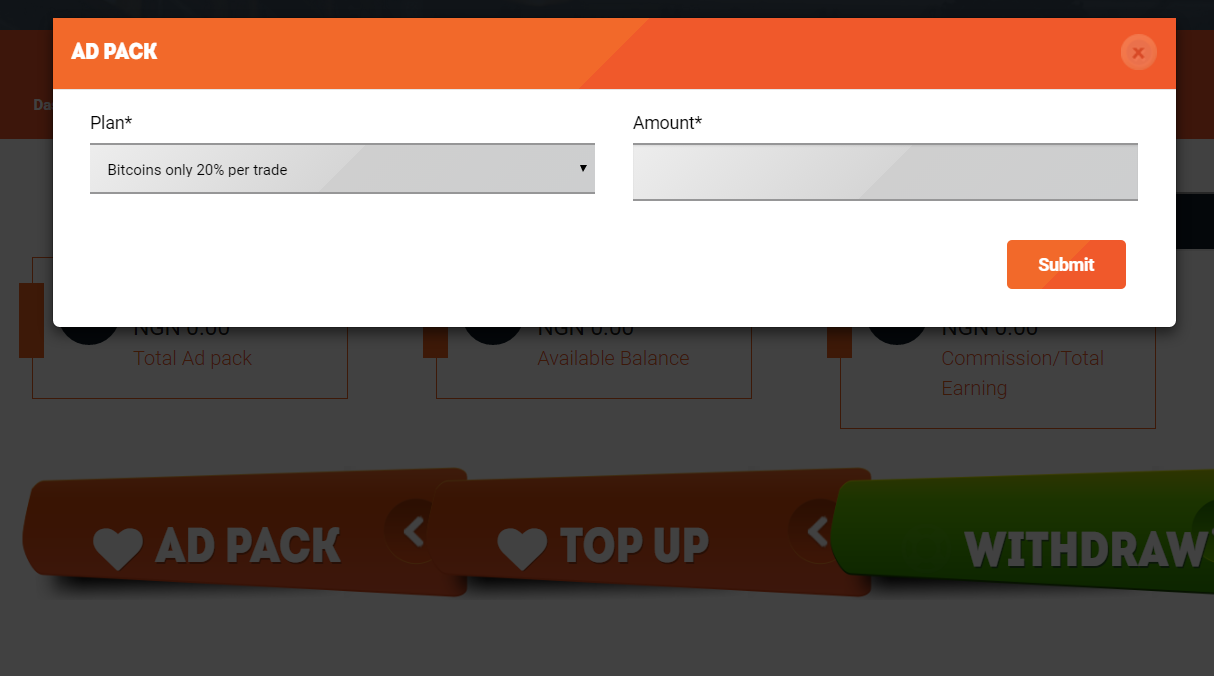 AD PACK
Plan*
Amount*
Bitcoins only 20% per trade
Submit
NGN 0.00
Total Ad pack
NGN 0.00
Available Balance
NGN 0.00
Commission/Total
Earning
AD PACK
TOP UP
WITHDRAW